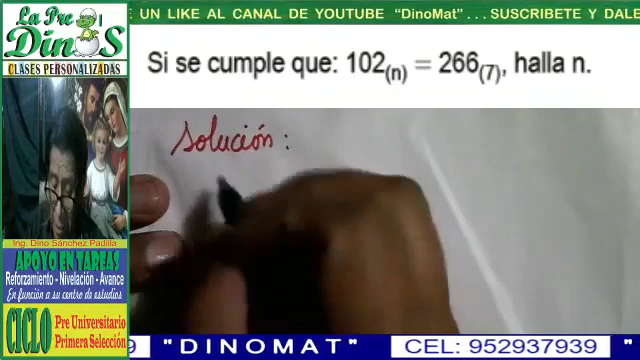 La Pre
DinoS
CLASES PERSONALIZADAS
E UN LIKE AL CANAL DE YOUTUBE "DinoMat"... SUSCRIBETE Y DALE
Si se cumple que: 102(n) = 266(7), halla n.
Solución:
Ing. Dino Sánchez Padilla
APOYO EN TAREAS
Reforzamiento - Nivelación - Avance
En función a su centro de estudios
CICLO Pre Universitario
Primera Selección
9 "DINOMAT" CEL: 952937939 "